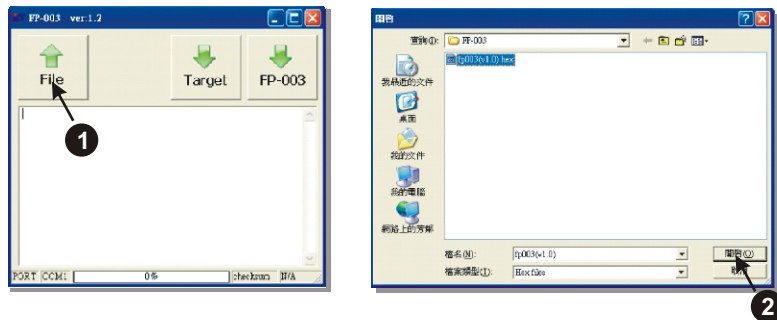 FP-003 ver:1.2
File
Target
FP-003
1
PORT COM1 0% checksum N/A
開啟
查詢(I): FP-003
fp003(v1.0).hex
我最近的文件
桌面
我的文件
我的電腦
網路上的芳鄰
檔名(N): fp003(v1.0) 開啟(O)
檔案類型(T): Hex files 取消
2